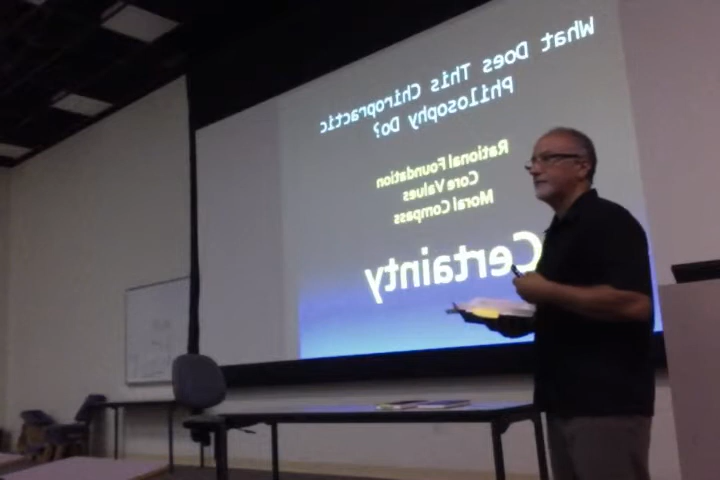 What Does This Chiropractic
Philosophy Do?
Rational Foundation
Core Values
Moral Compass
Certainty